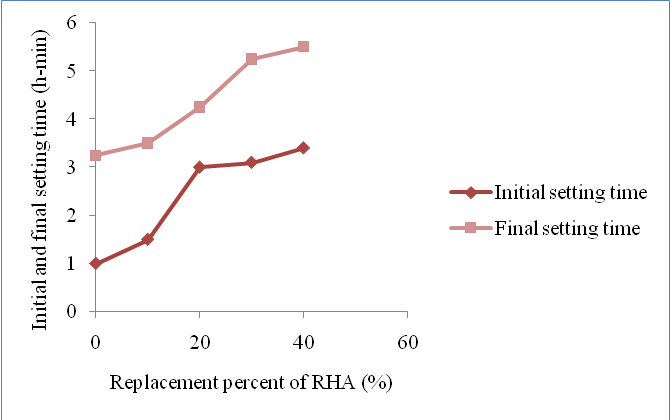 Initial and final setting time (h-min)
6
5
4
3
2
1
0
0 20 40 60
Replacement percent of RHA (%)
Initial setting time
Final setting time